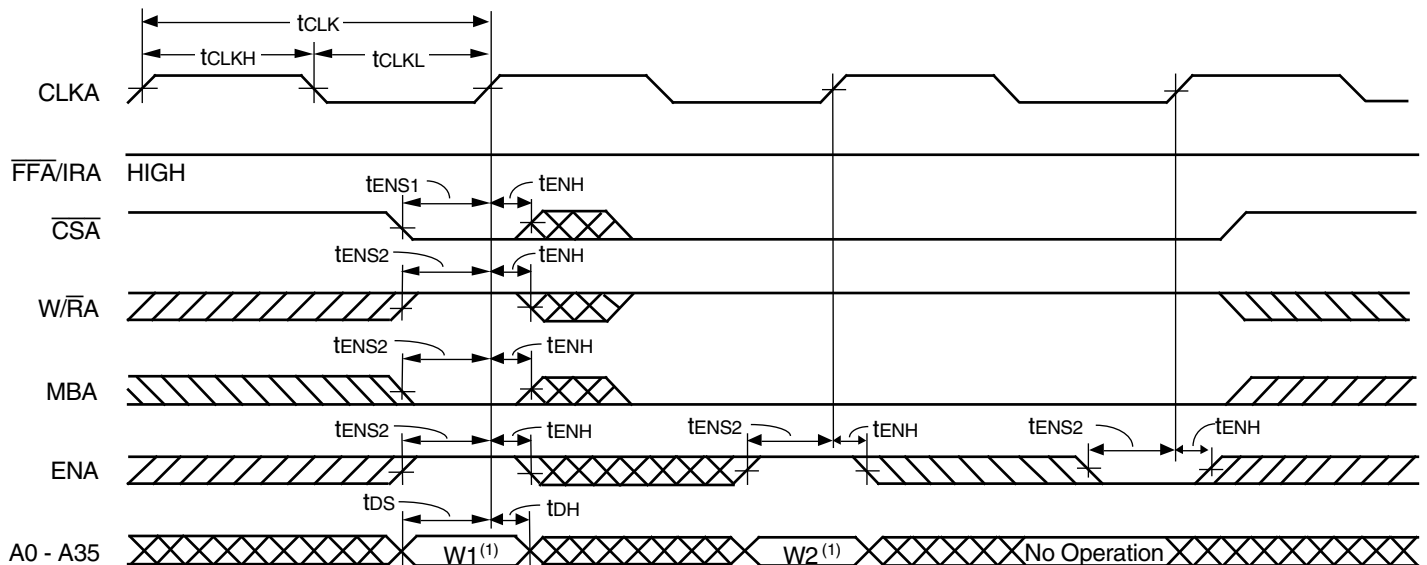 tCLK
tCLKH tCLKL
CLKA
FFA/IRA HIGH
tENS1 tENH
CSA
tENS2 tENH
W/RA
tENS2 tENH
MBA
tENS2 tENH tENS2 tENH tENS2 tENH
ENA
tDS tDH
A0 - A35 W1(1) W2 (1) No Operation